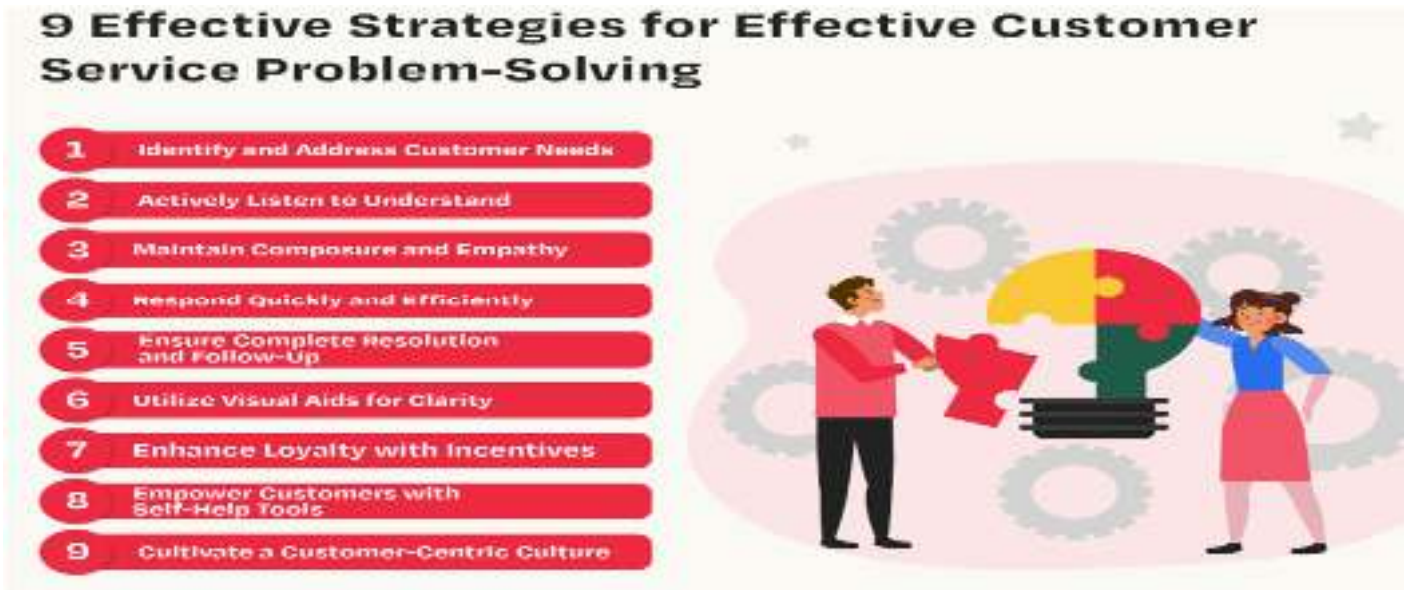 9 Effective Strategies for Effective Customer
Service Problem-Solving
1 Identify and Address Customer Needs
2 Actively Listen to Understand
3 Maintain Composure and Empathy
4 Respond Quickly and Efficiently
5 Ensure Complete Resolution
and Follow-Up
6 Utilize Visual Aids for Clarity
7 Enhance Loyalty with Incentives
8 Empower Customers with
Self-Help Tools
9 Cultivate a Customer-Centric Culture